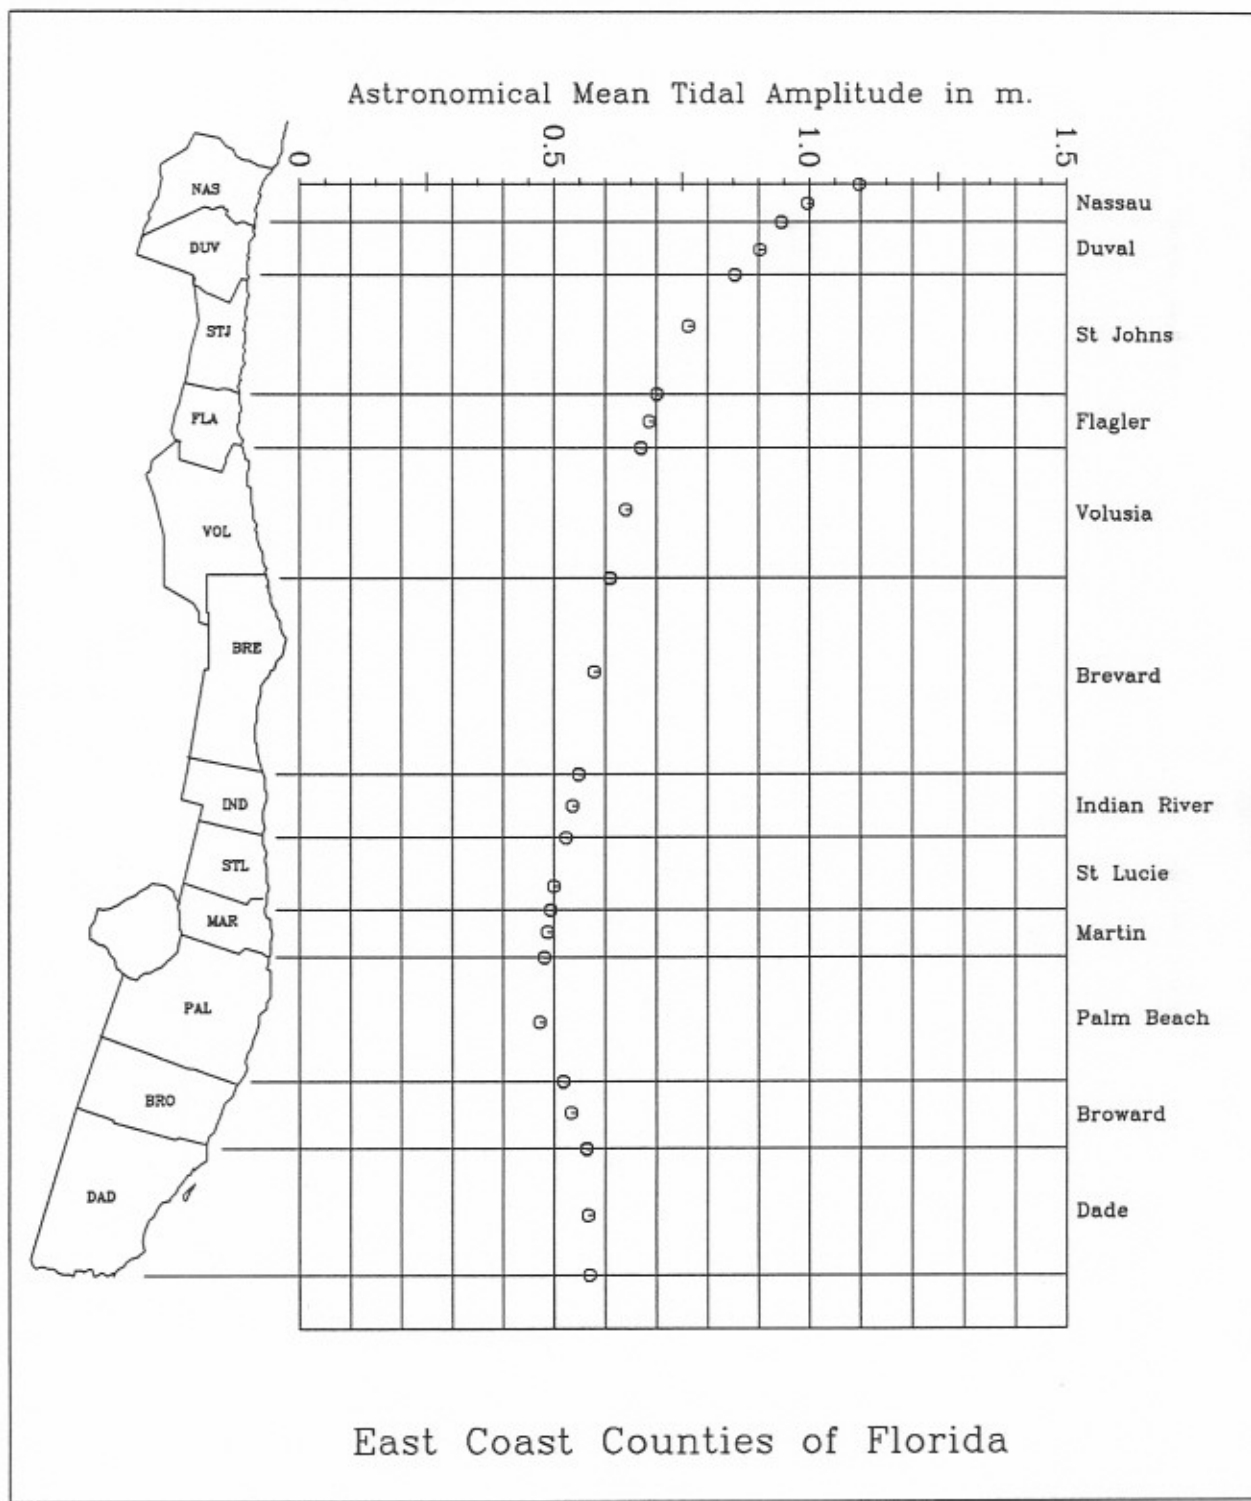 Astronomical Mean Tidal Amplitude in m.
0 0.5 1.0 1.5
NAS Nassau
DUV Duval
STJ St Johns
FLA Flagler
VOL Volusia
BRE Brevard
IND Indian River
STL St Lucie
MAR Martin
PAL Palm Beach
BRO Broward
DAD Dade
East Coast Counties of Florida